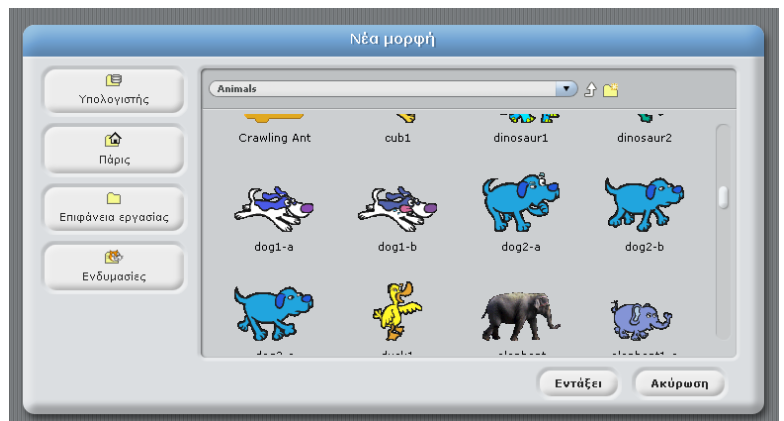 Νέα μορφή
Υπολογιστής
Πάρις
Επιφάνεια εργασίας
Ενδυμασίες
Animals
Crawling Ant cub1 dinosaur1 dinosaur2
dog1-a dog1-b dog2-a dog2-b
Εντάξει Ακύρωση